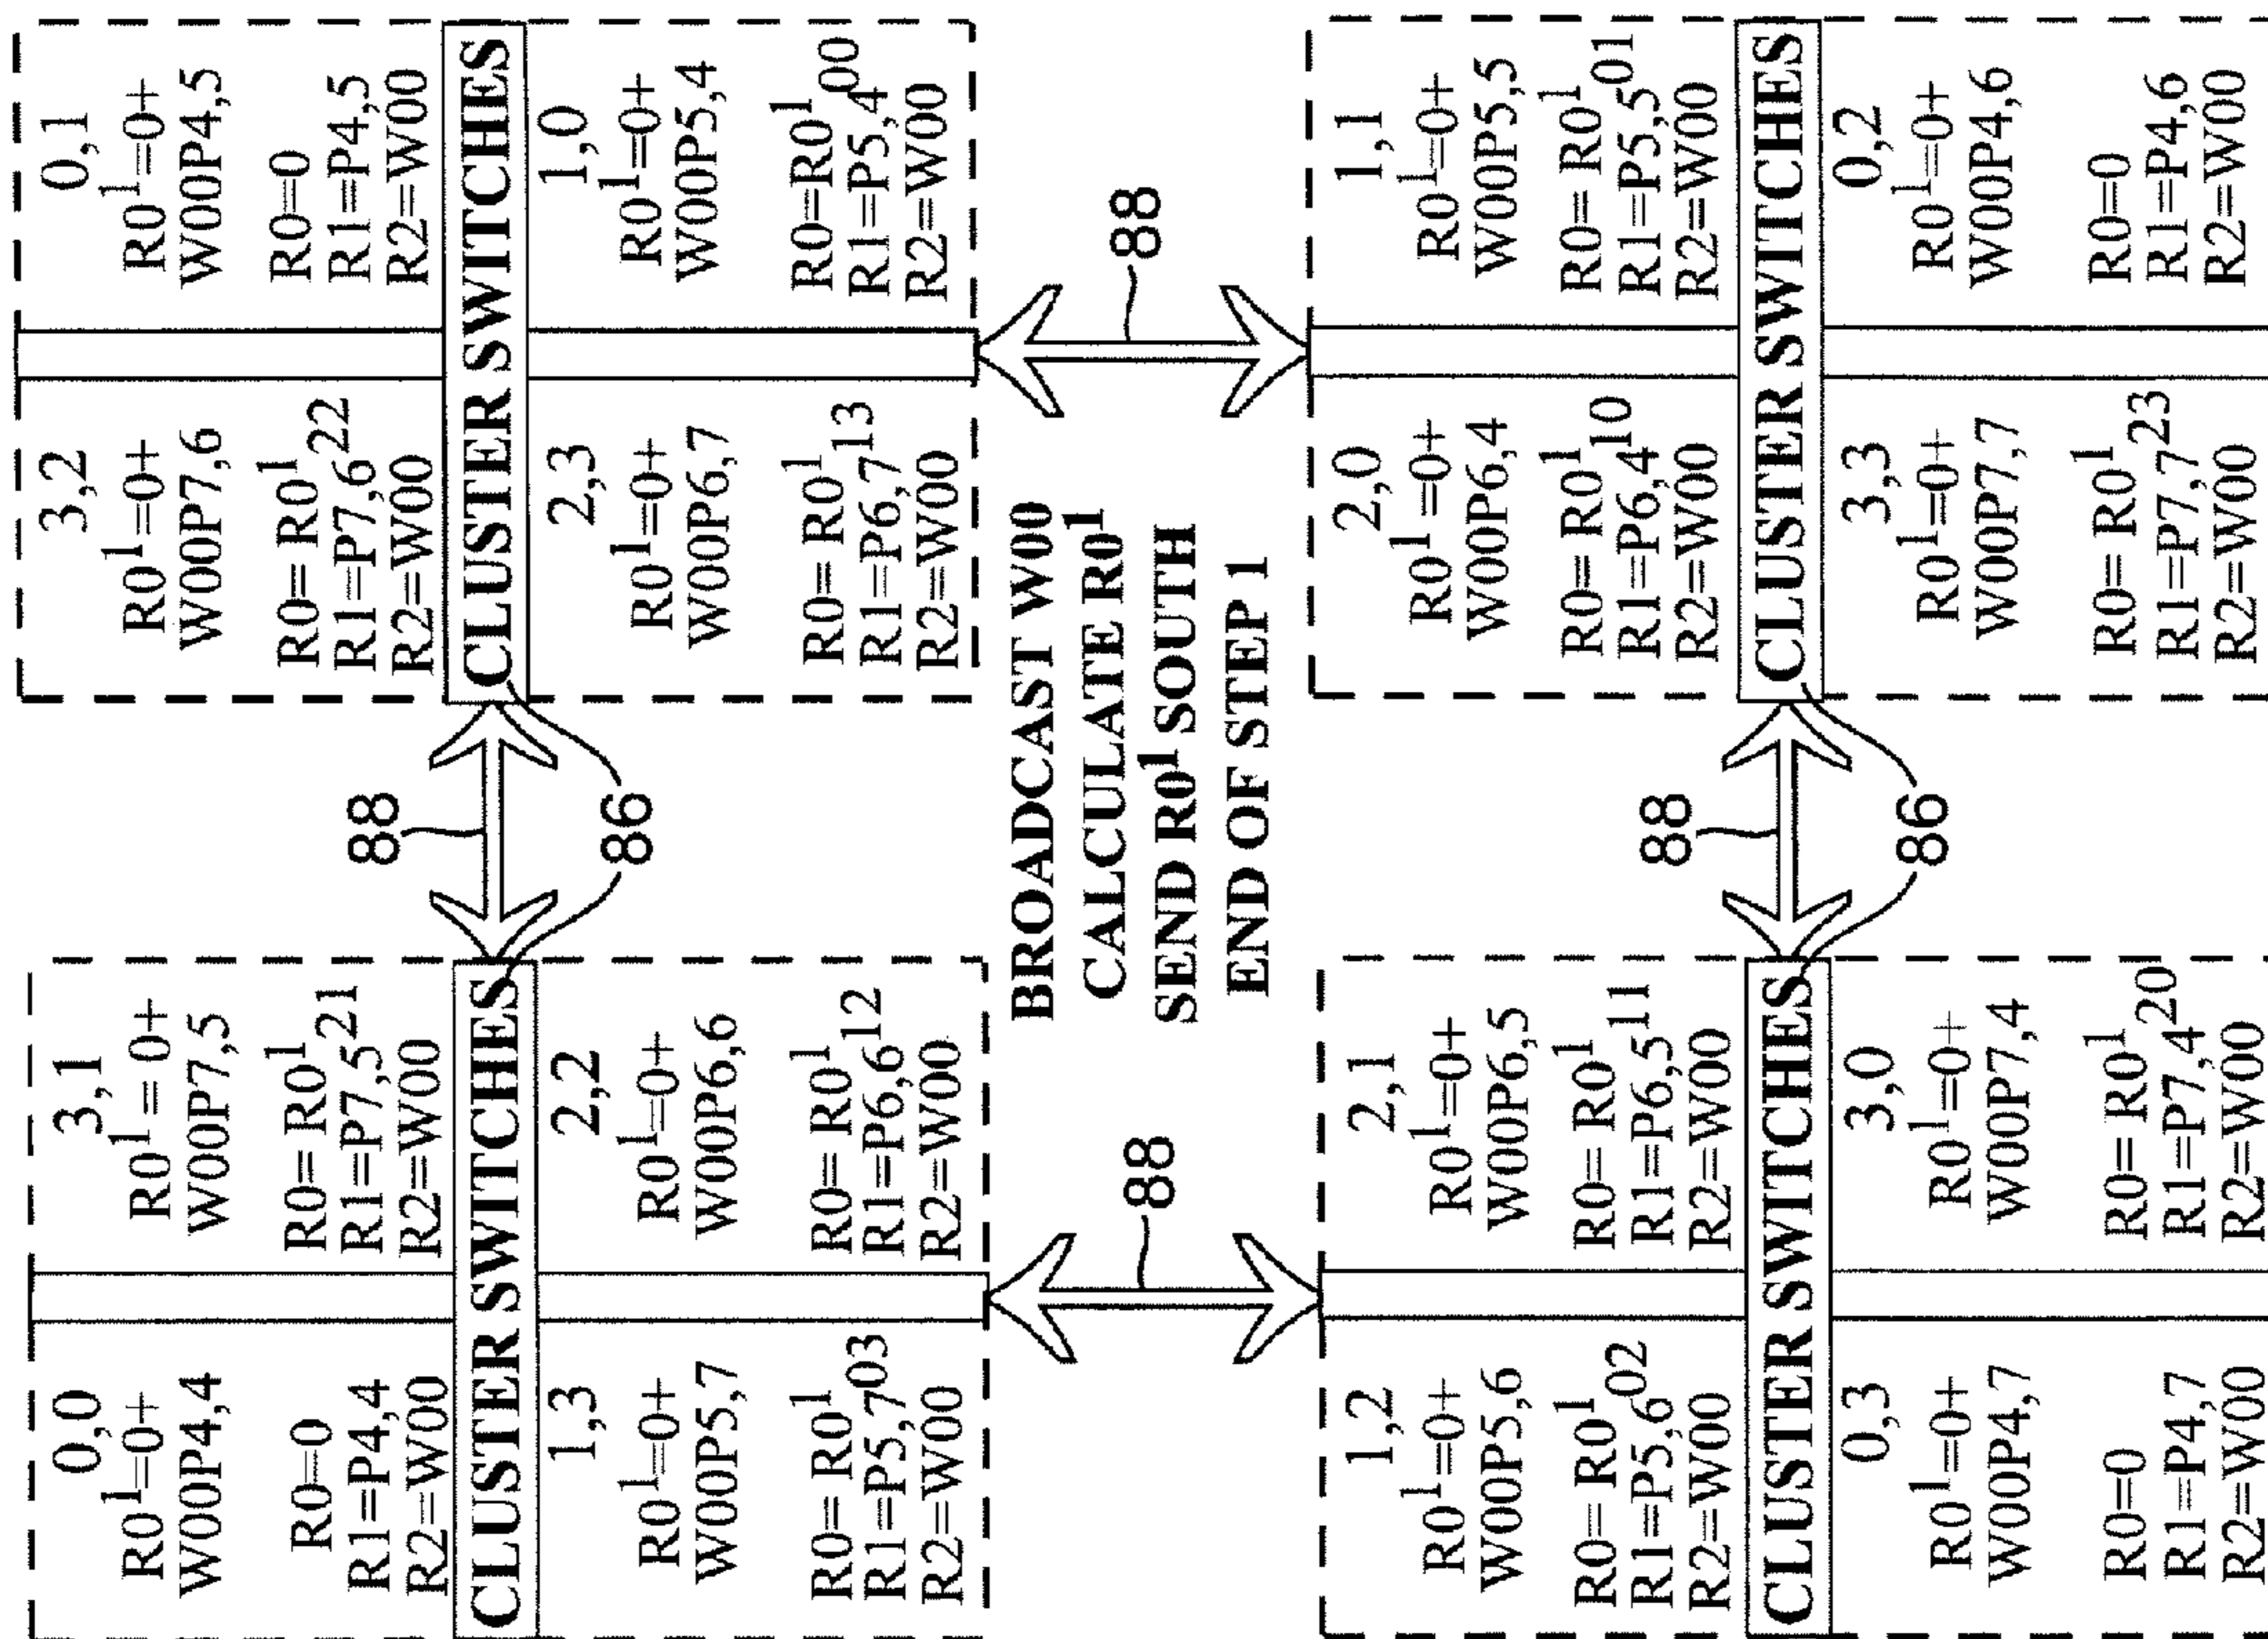 0,0
R0¹=0+
W00P4,4
R0=0
R1=P4,4
R2=W00
3,1
R0¹= 0+
W00P7,5
R0= R0¹21
R1=P7,5
R2=W00
CLUSTER SWITCHES
1,3
R0¹=0+
W00P5,7
R0= R0¹03
R1=P5,7
R2=W00
2,2
R0¹=0+
W00P6,6
R0= R0¹12
R1=P6,6
R2=W00
88
86
3,2
R0¹=0+
W00P7,6
R0= R0¹22
R1=P7,6
R2=W00
0,1
R0¹=0+
W00P4,5
R0=0
R1=P4,5
R2=W00
CLUSTER SWITCHES
2,3
R0¹=0+
W00P6,7
R0= R0¹13
R1=P6,7
R2=W00
1,0
R0¹=0+
W00P5,4
R0=R0¹00
R1=P5,4
R2=W00
88
BROADCAST W00
CALCULATE R0¹
SEND R0¹ SOUTH
END OF STEP 1
88
1,2
R0¹=0+
W00P5,6
R0= R0¹02
R1=P5,6
R2=W00
2,1
R0¹=0+
W00P6,5
R0= R0¹11
R1=P6,5
R2=W00
CLUSTER SWITCHES
0,3
R0¹=0+
W00P4,7
R0=0
R1=P4,7
R2=W00
3,0
R0¹=0+
W00P7,4
R0= R0¹20
R1=P7,4
R2=W00
88
86
2,0
R0¹=0+
W00P6,4
R0= R0¹10
R1=P6,4
R2=W00
1,1
R0¹=0+
W00P5,5
R0= R0¹01
R1=P5,5
R2=W00
CLUSTER SWITCHES
3,3
R0¹=0+
W00P7,7
R0= R0¹23
R1=P7,7
R2=W00
0,2
R0¹=0+
W00P4,6
R0=0
R1=P4,6
R2=W00